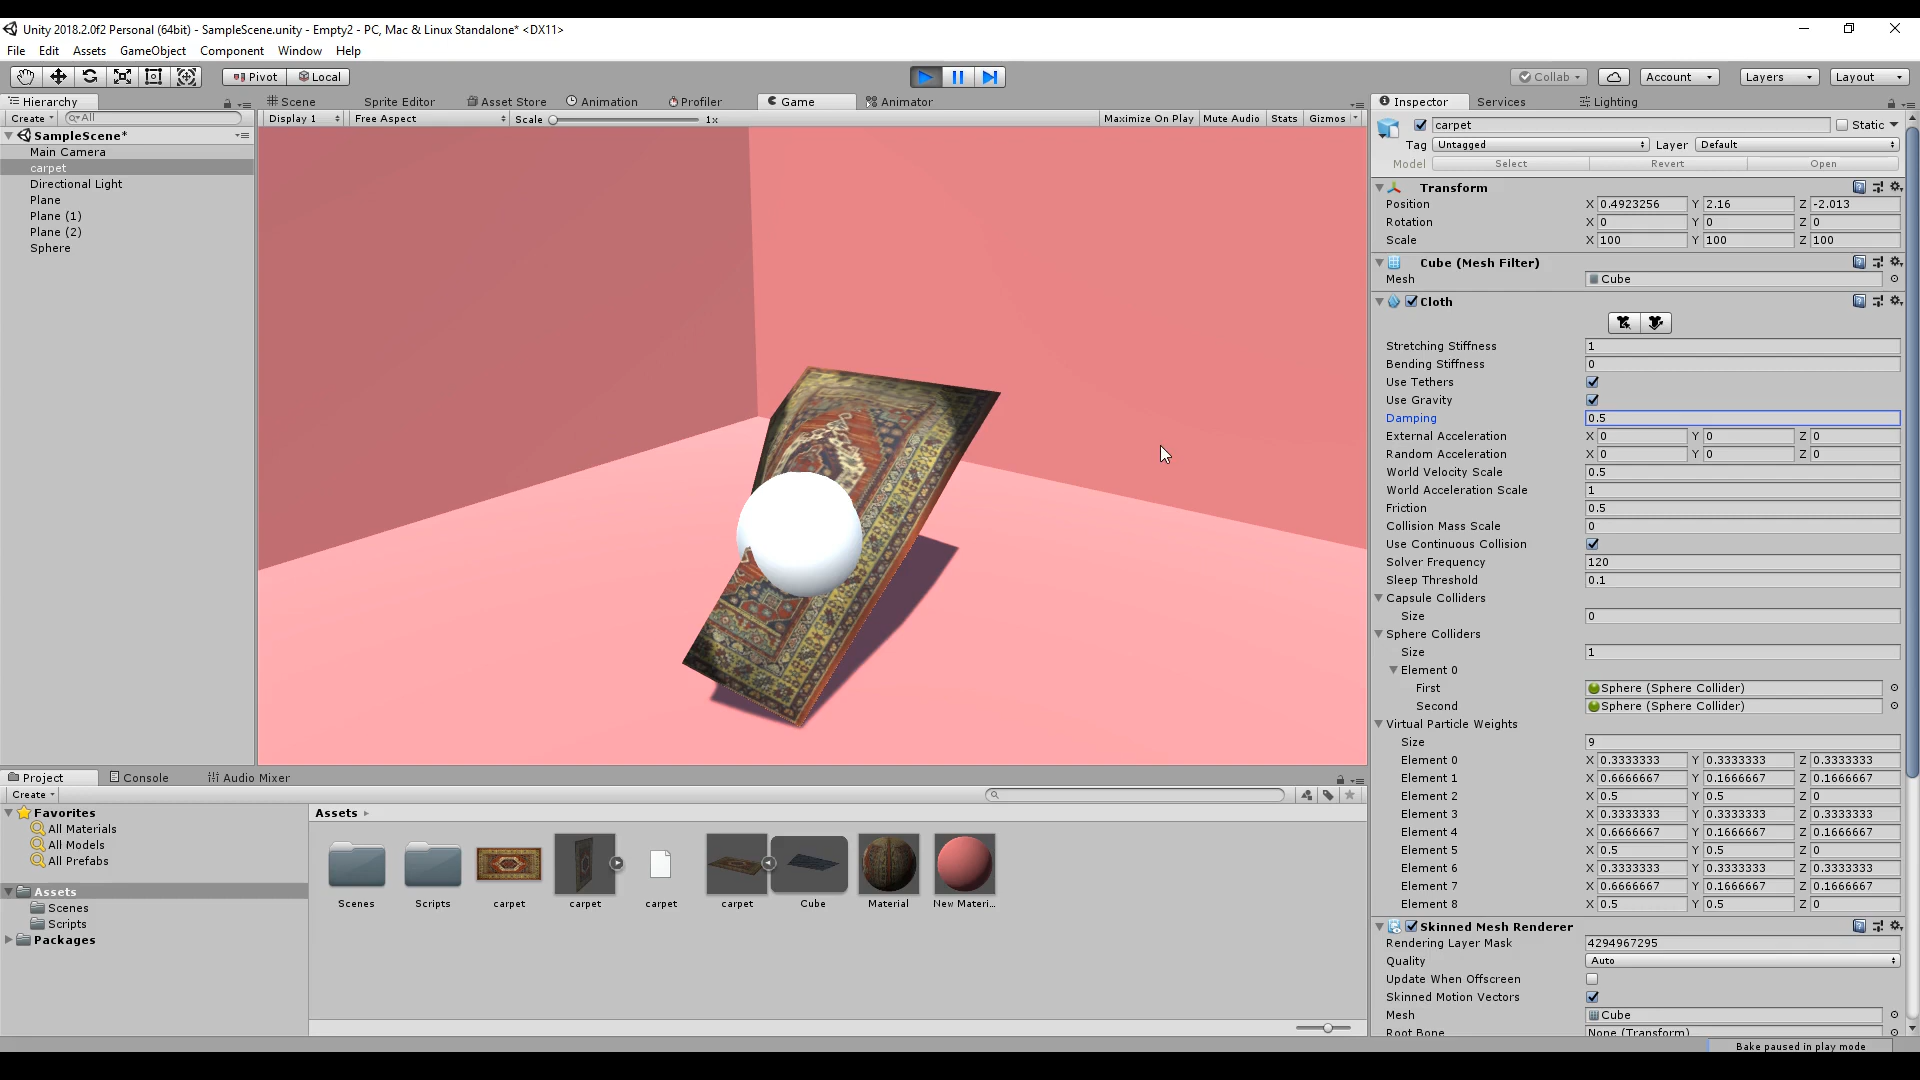 Unity 2018.2.0f2 Personal (64bit) - SampleScene.unity - Empty2 - PC, Mac & Linux Standalone* <DX11>
File Edit Assets GameObject Component Window Help
Pivot Local Collab Account Layers Layout
Hierarchy
Create All
SampleScene*
Main Camera
carpet
Directional Light
Plane
Plane (1)
Plane (2)
Sphere
Scene Sprite Editor Asset Store Animation Profiler Game Animator
Display 1 Free Aspect Scale 1x Maximize On Play Mute Audio Stats Gizmos
Inspector Services Lighting
carpet Static
Tag Untagged Layer Default
Model Select Revert Open
Transform
Position X 0.4923256 Y 2.16 Z -2.013
Rotation X 0 Y 0 Z 0
Scale X 100 Y 100 Z 100
Cube (Mesh Filter)
Mesh Cube
Cloth
Stretching Stiffness 1
Bending Stiffness 0
Use Tethers
Use Gravity
Damping 0.5
External Acceleration X 0 Y 0 Z 0
Random Acceleration X 0 Y 0 Z 0
World Velocity Scale 0.5
World Acceleration Scale 1
Friction 0.5
Collision Mass Scale 0
Use Continuous Collision
Solver Frequency 120
Sleep Threshold 0.1
Capsule Colliders
Size 0
Sphere Colliders
Size 1
Element 0
First Sphere (Sphere Collider)
Second Sphere (Sphere Collider)
Virtual Particle Weights
Size 9
Element 0 X 0.3333333 Y 0.3333333 Z 0.3333333
Element 1 X 0.6666667 Y 0.1666667 Z 0.1666667
Element 2 X 0.5 Y 0.5 Z 0
Element 3 X 0.3333333 Y 0.3333333 Z 0.3333333
Element 4 X 0.6666667 Y 0.1666667 Z 0.1666667
Element 5 X 0.5 Y 0.5 Z 0
Element 6 X 0.3333333 Y 0.3333333 Z 0.3333333
Element 7 X 0.6666667 Y 0.1666667 Z 0.1666667
Element 8 X 0.5 Y 0.5 Z 0
Skinned Mesh Renderer
Rendering Layer Mask 4294967295
Quality Auto
Update When Offscreen
Skinned Motion Vectors
Mesh Cube
Root Bone None (Transform)
Project Console Audio Mixer
Create
Favorites
All Materials
All Models
All Prefabs
Assets
Scenes
Scripts
Packages
Assets
Scenes Scripts carpet carpet carpet carpet Cube Material New Materi...
Bake paused in play mode